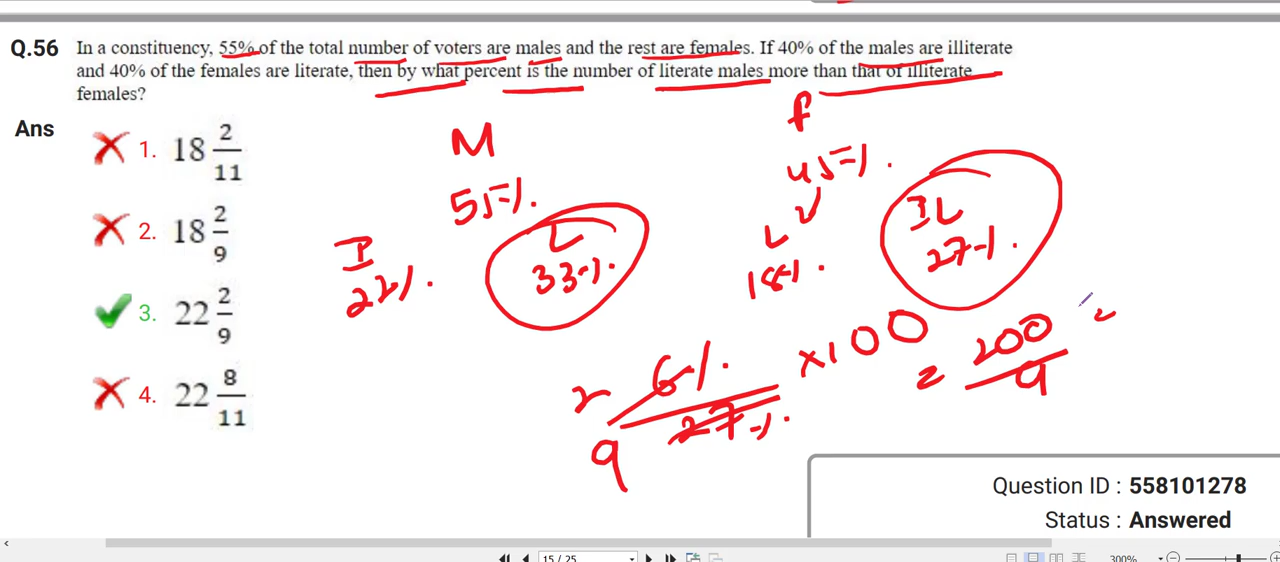 Q.56 In a constituency, 55% of the total number of voters are males and the rest are females. If 40% of the males are illiterate
and 40% of the females are literate, then by what percent is the number of literate males more than that of illiterate
females?
Ans
1. 18 2/11
2. 18 2/9
3. 22 2/9
4. 22 8/11
M
55%.
I
22%.
L
33%.
f
45%.
L
18%.
IL
27%.
2 6%. ×100 = 200 =
9 27%. 9
Question ID : 558101278
Status : Answered
15 / 25
300%